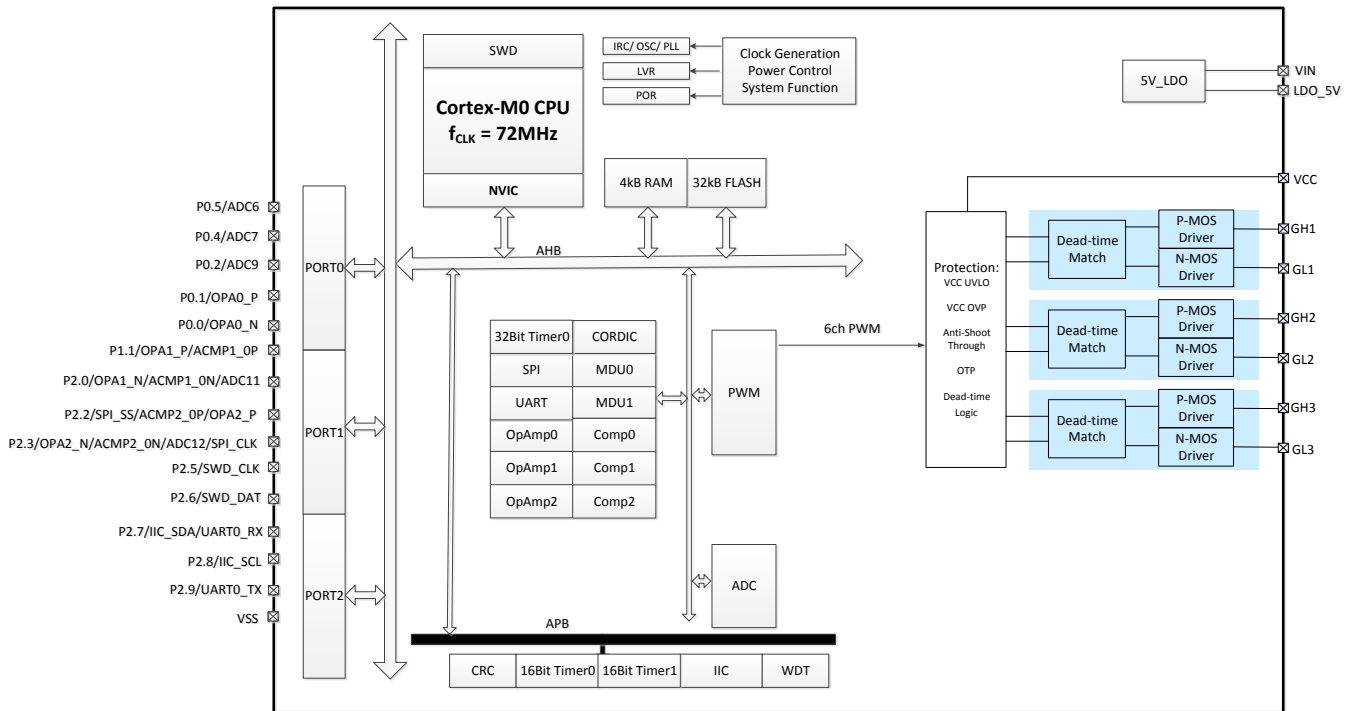 SWD
Cortex-M0 CPU
fCLK = 72MHz
NVIC
IRC/ OSC/ PLL
LVR
POR
Clock Generation
Power Control
System Function
5V_LDO
VIN
LDO_5V
4kB RAM
32kB FLASH
VCC
P0.5/ADC6
P0.4/ADC7
P0.2/ADC9
P0.1/OPA0_P
P0.0/OPA0_N
P1.1/OPA1_P/ACMP1_0P
P2.0/OPA1_N/ACMP1_0N/ADC11
P2.2/SPI_SS/ACMP2_0P/OPA2_P
P2.3/OPA2_N/ACMP2_0N/ADC12/SPI_CLK
P2.5/SWD_CLK
P2.6/SWD_DAT
P2.7/IIC_SDA/UART0_RX
P2.8/IIC_SCL
P2.9/UART0_TX
VSS
PORT0
PORT1
PORT2
AHB
32Bit Timer0
CORDIC
SPI
MDU0
UART
MDU1
OpAmp0
Comp0
OpAmp1
Comp1
OpAmp2
Comp2
PWM
ADC
6ch PWM
Protection:
VCC UVLO
VCC OVP
Anti-Shoot
Through
OTP
Dead-time
Logic
Dead-time
Match
P-MOS
Driver
N-MOS
Driver
GH1
GL1
Dead-time
Match
P-MOS
Driver
N-MOS
Driver
GH2
GL2
Dead-time
Match
P-MOS
Driver
N-MOS
Driver
GH3
GL3
APB
CRC
16Bit Timer0
16Bit Timer1
IIC
WDT